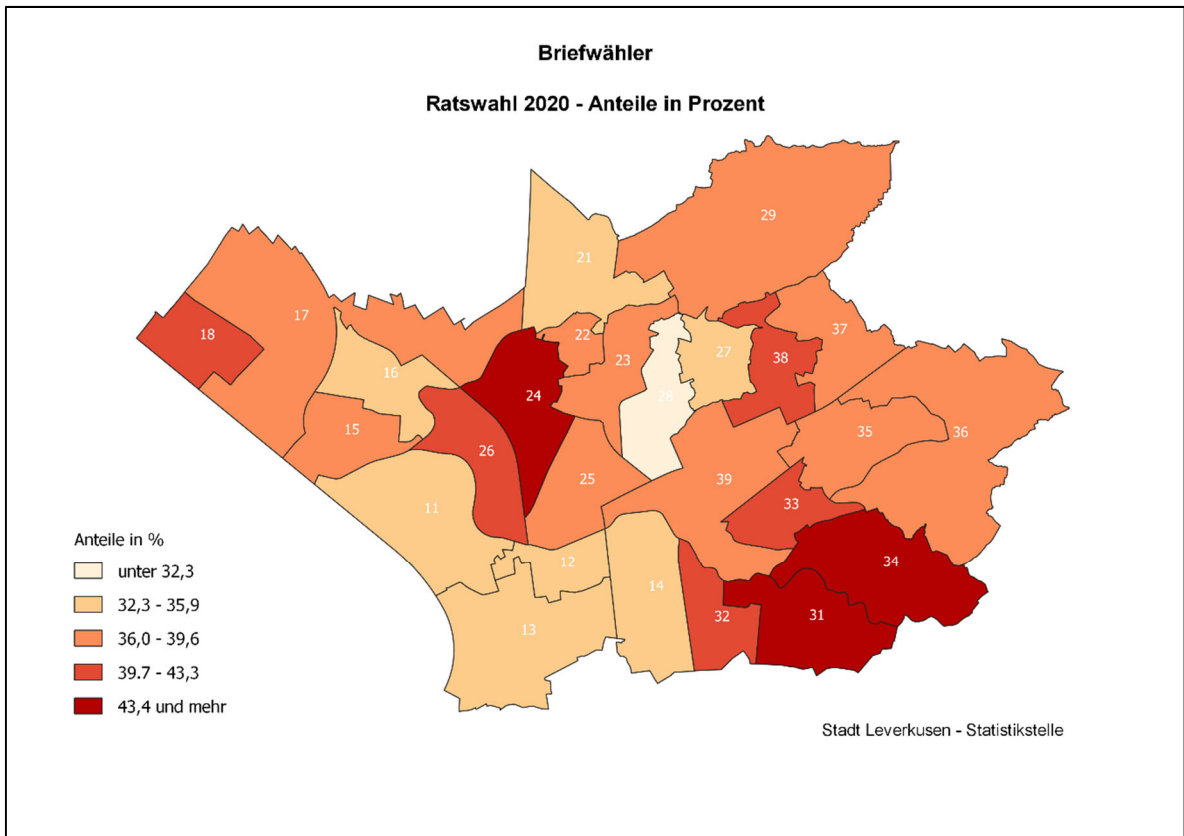 Briefwähler
Ratswahl 2020 - Anteile in Prozent
29
21
17
18
22
37
23
27
38
16
24
28
15
35
36
26
25
39
11
33
12
34
14
32
31
13
Anteile in %
unter 32,3
32,3 - 35,9
36,0 - 39,6
39.7 - 43,3
43,4 und mehr
Stadt Leverkusen - Statistikstelle